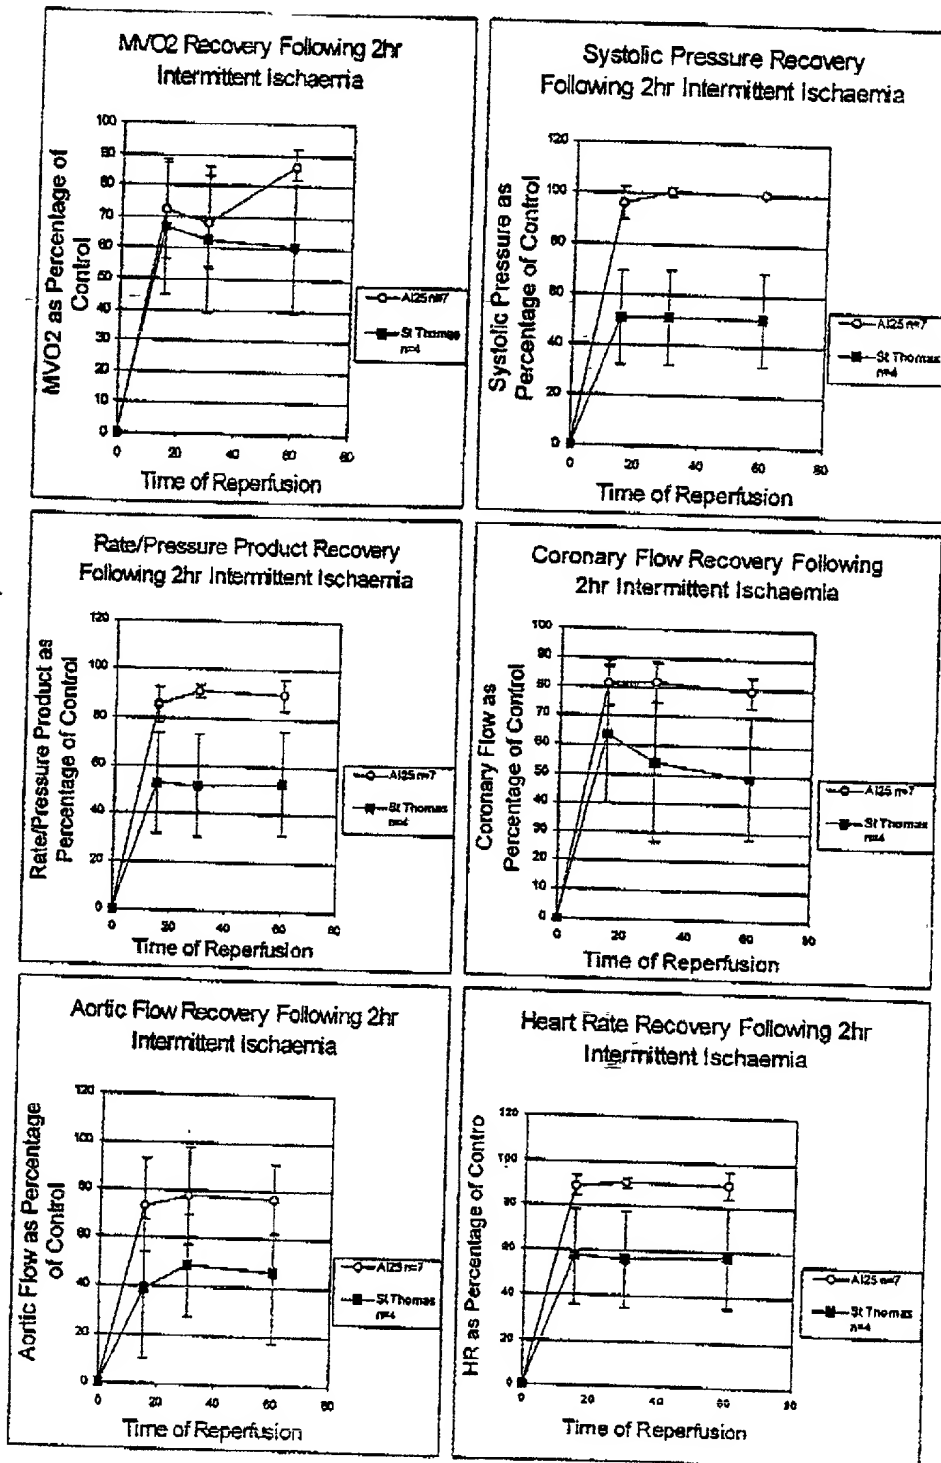 MVO2 Recovery Following 2hr
Intermittent Ischaemia
MVO2 as Percentage of
Control
100
90
80
70
60
50
40
30
20
10
0
0 20 40 60 80
Time of Reperfusion
Al25 n=7
St Thomas
n=4
Systolic Pressure Recovery
Following 2hr Intermittent Ischaemia
Systolic Pressure as
Percentage of Control
120
100
80
60
40
20
0
0 20 40 60 80
Time of Reperfusion
Al25 n=7
St Thomas
n=4
Rate/Pressure Product Recovery
Following 2hr Intermittent Ischaemia
Rate/Pressure Product as
Percentage of Control
120
100
80
60
40
20
0
0 20 40 60 80
Time of Reperfusion
Al25 n=7
St Thomas
n=4
Coronary Flow Recovery Following
2hr Intermittent Ischaemia
Coronary Flow as
Percentage of Control
100
90
80
70
60
50
40
30
20
10
0
0 20 40 60 80
Time of Reperfusion
Al25 n=7
St Thomas
n=4
Aortic Flow Recovery Following 2hr
Intermittent Ischaemia
Aortic Flow as Percentage
of Control
120
100
80
60
40
20
0
0 20 40 60 80
Time of Reperfusion
Al25 n=7
St Thomas
n=4
Heart Rate Recovery Following 2hr
Intermittent Ischaemia
HR as Percentage of Contro
120
100
80
60
40
20
0
0 20 40 60 80
Time of Reperfusion
Al25 n=7
St Thomas
n=4